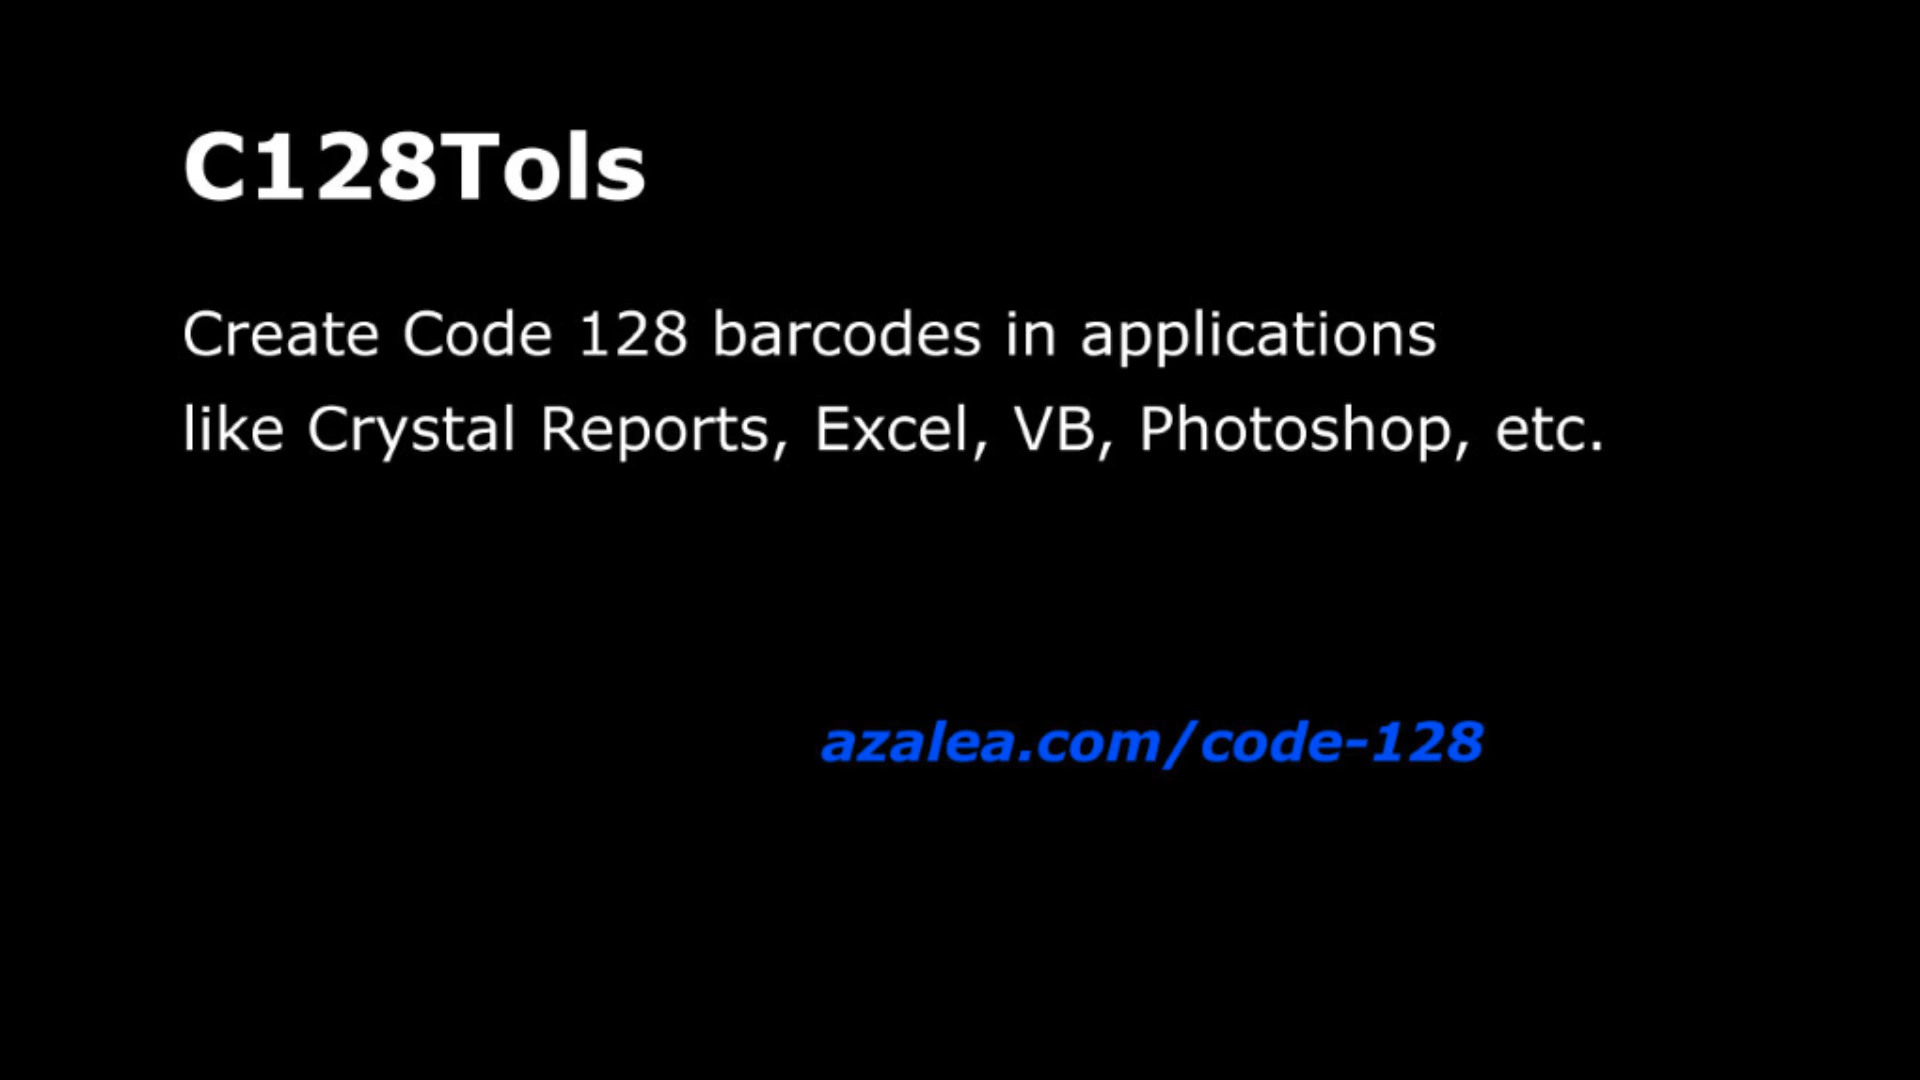 C128Tols
Create Code 128 barcodes in applications
like Crystal Reports, Excel, VB, Photoshop, etc.
azalea.com/code-128